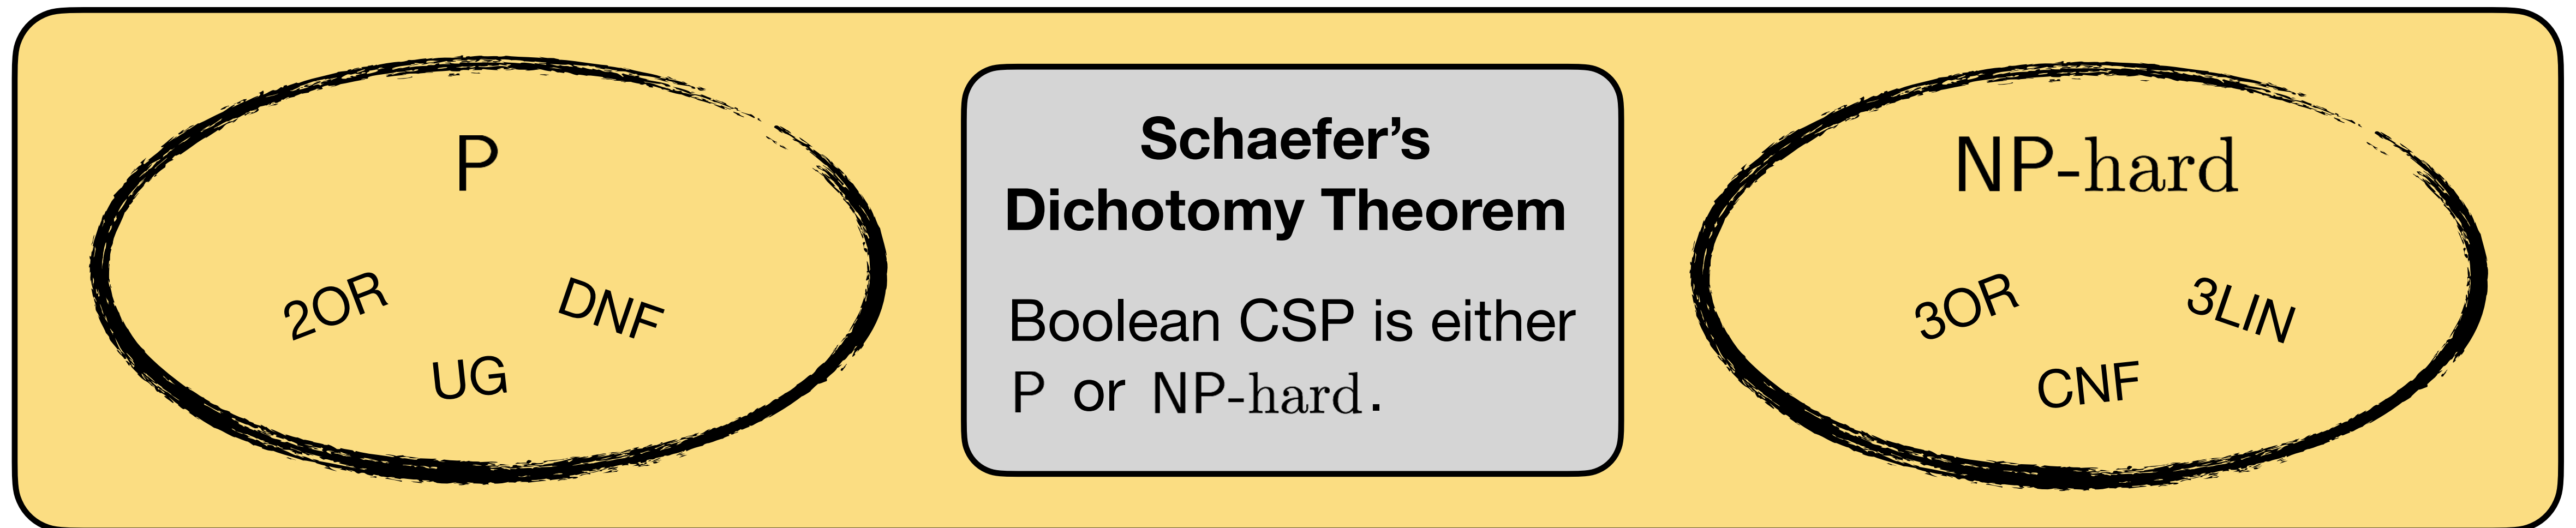 P
2OR
DNF
UG
Schaefer’s
Dichotomy Theorem
Boolean CSP is either
P or NP-hard.
NP-hard
3OR
3LIN
CNF